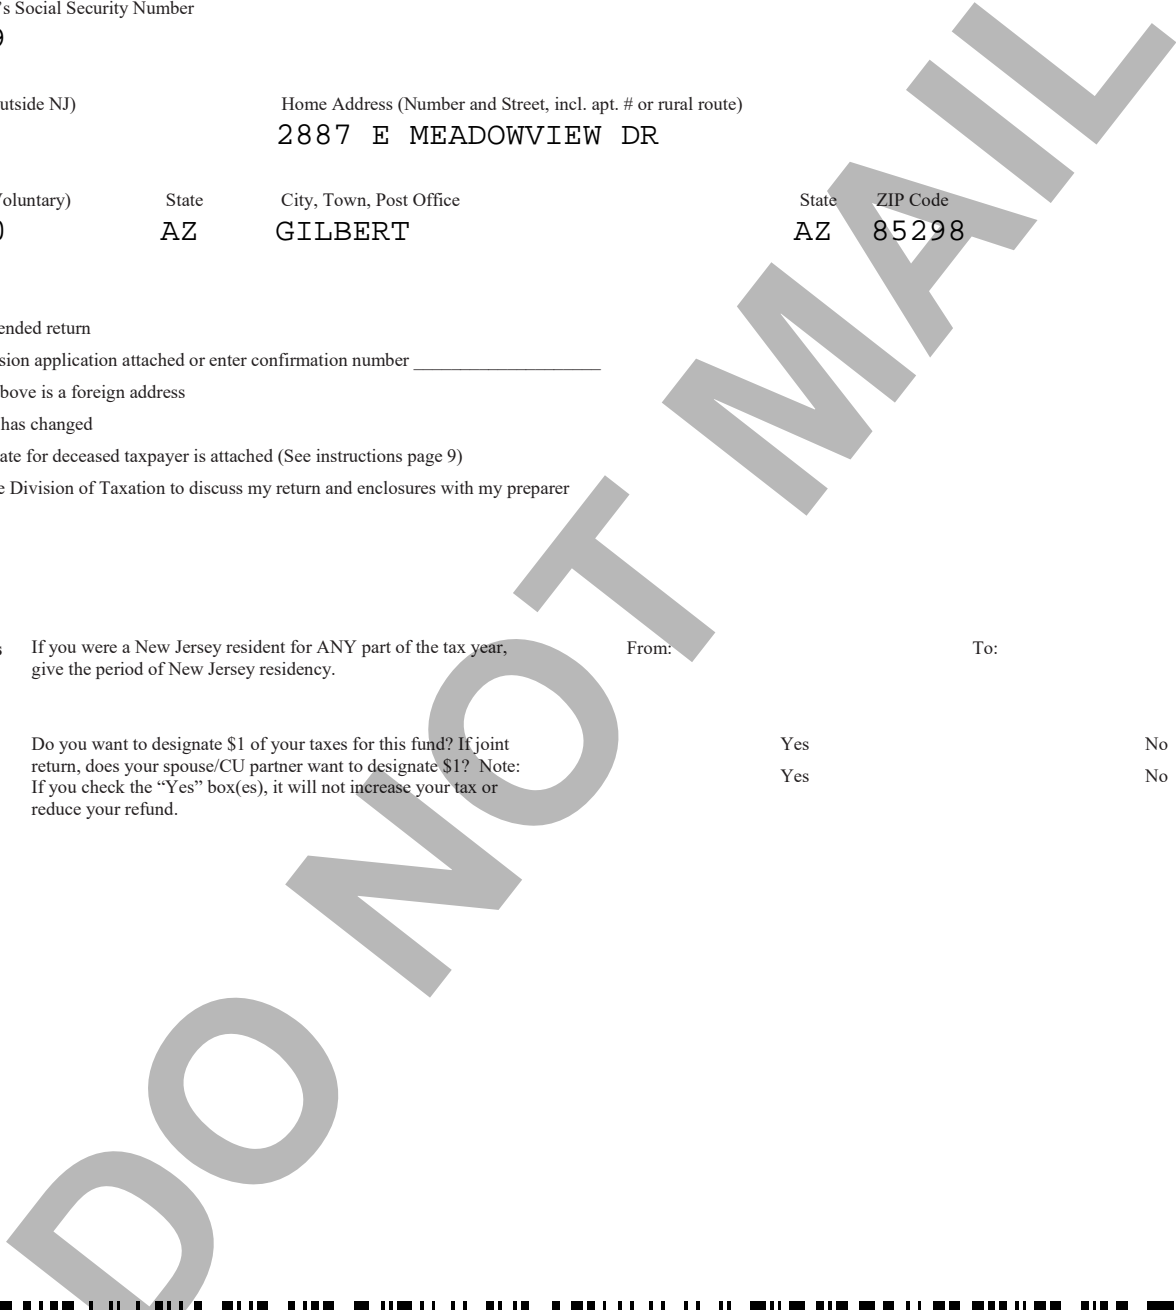 's Social Security Number
9
utside NJ)
Home Address (Number and Street, incl. apt. # or rural route)
2887 E MEADOWVIEW DR
oluntary)
State
City, Town, Post Office
State
ZIP Code
0
AZ
GILBERT
AZ
85298
ended return
sion application attached or enter confirmation number
bove is a foreign address
has changed
ate for deceased taxpayer is attached (See instructions page 9)
e Division of Taxation to discuss my return and enclosures with my preparer
s
If you were a New Jersey resident for ANY part of the tax year,
give the period of New Jersey residency.
From:
To:
Do you want to designate $1 of your taxes for this fund? If joint
return, does your spouse/CU partner want to designate $1? Note:
If you check the “Yes” box(es), it will not increase your tax or
reduce your refund.
Yes
No
Yes
No
DO NOT MAIL